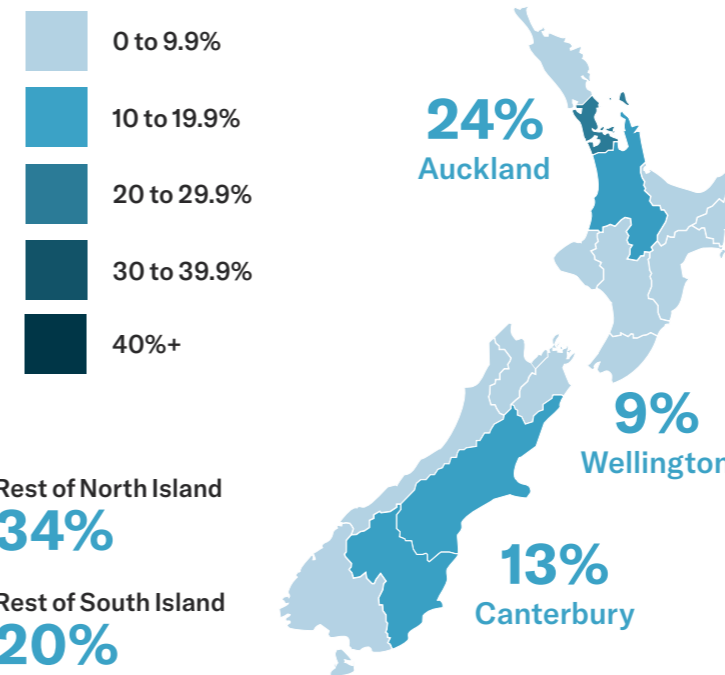 0 to 9.9%
10 to 19.9%
20 to 29.9%
30 to 39.9%
40%+
24%
Auckland
9%
Wellington
Rest of North Island
34%
13%
Canterbury
Rest of South Island
20%